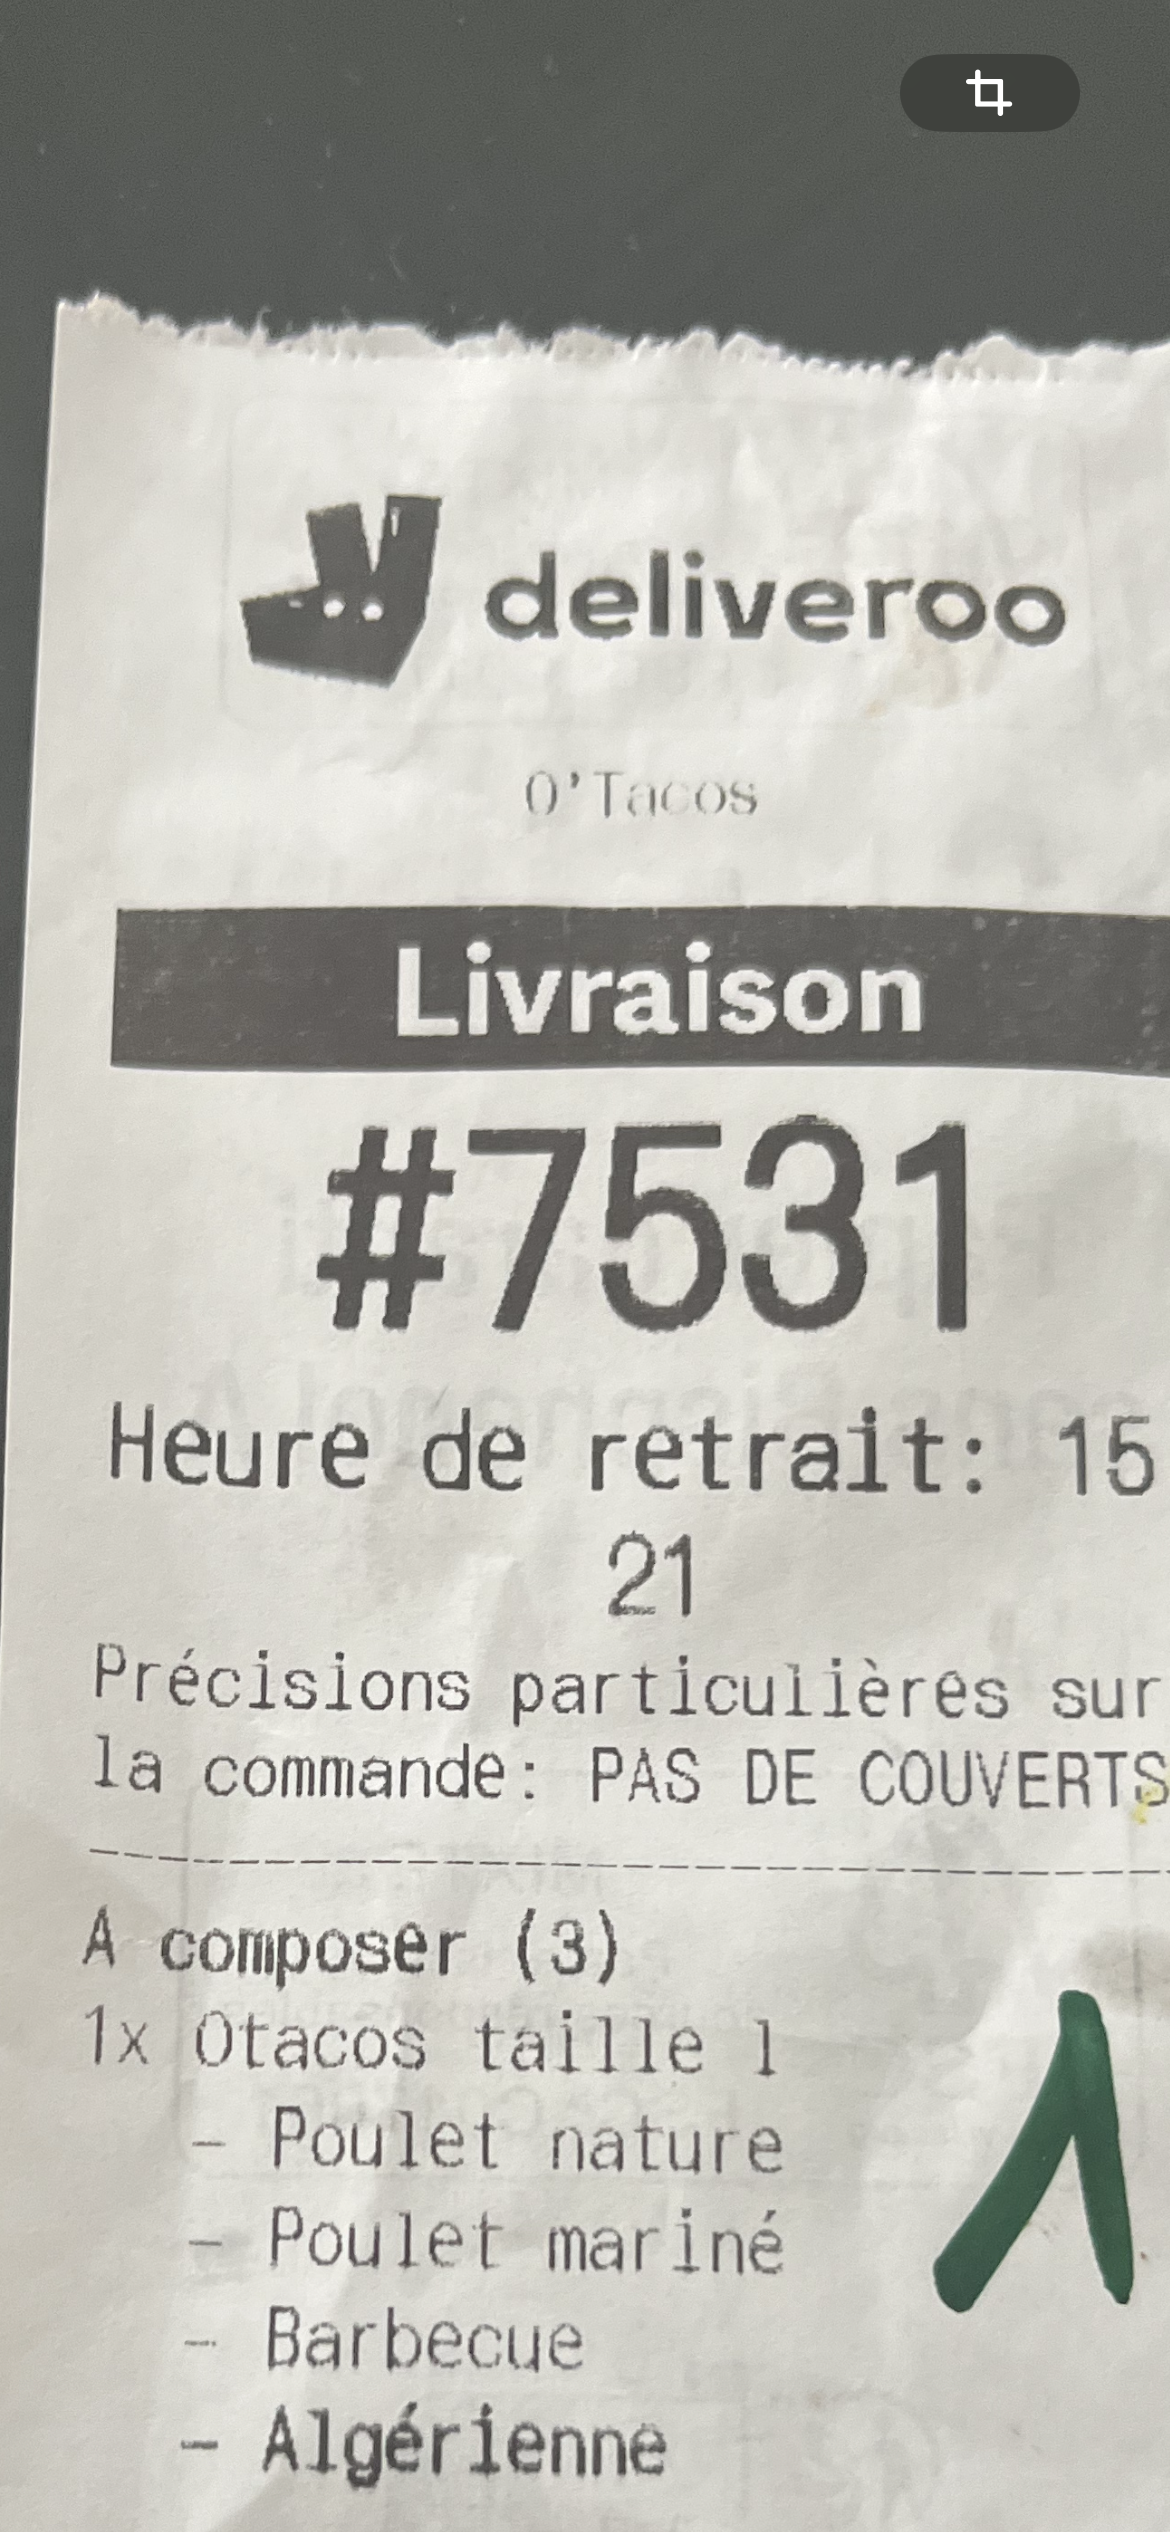 deliveroo
O'Tacos
Livraison
#7531
Heure de retrait: 15
21
Précisions particulières sur
la commande: PAS DE COUVERTS
A composer (3)
1x Otacos taille l
- Poulet nature
- Poulet mariné
- Barbecue
- Algérienne
1